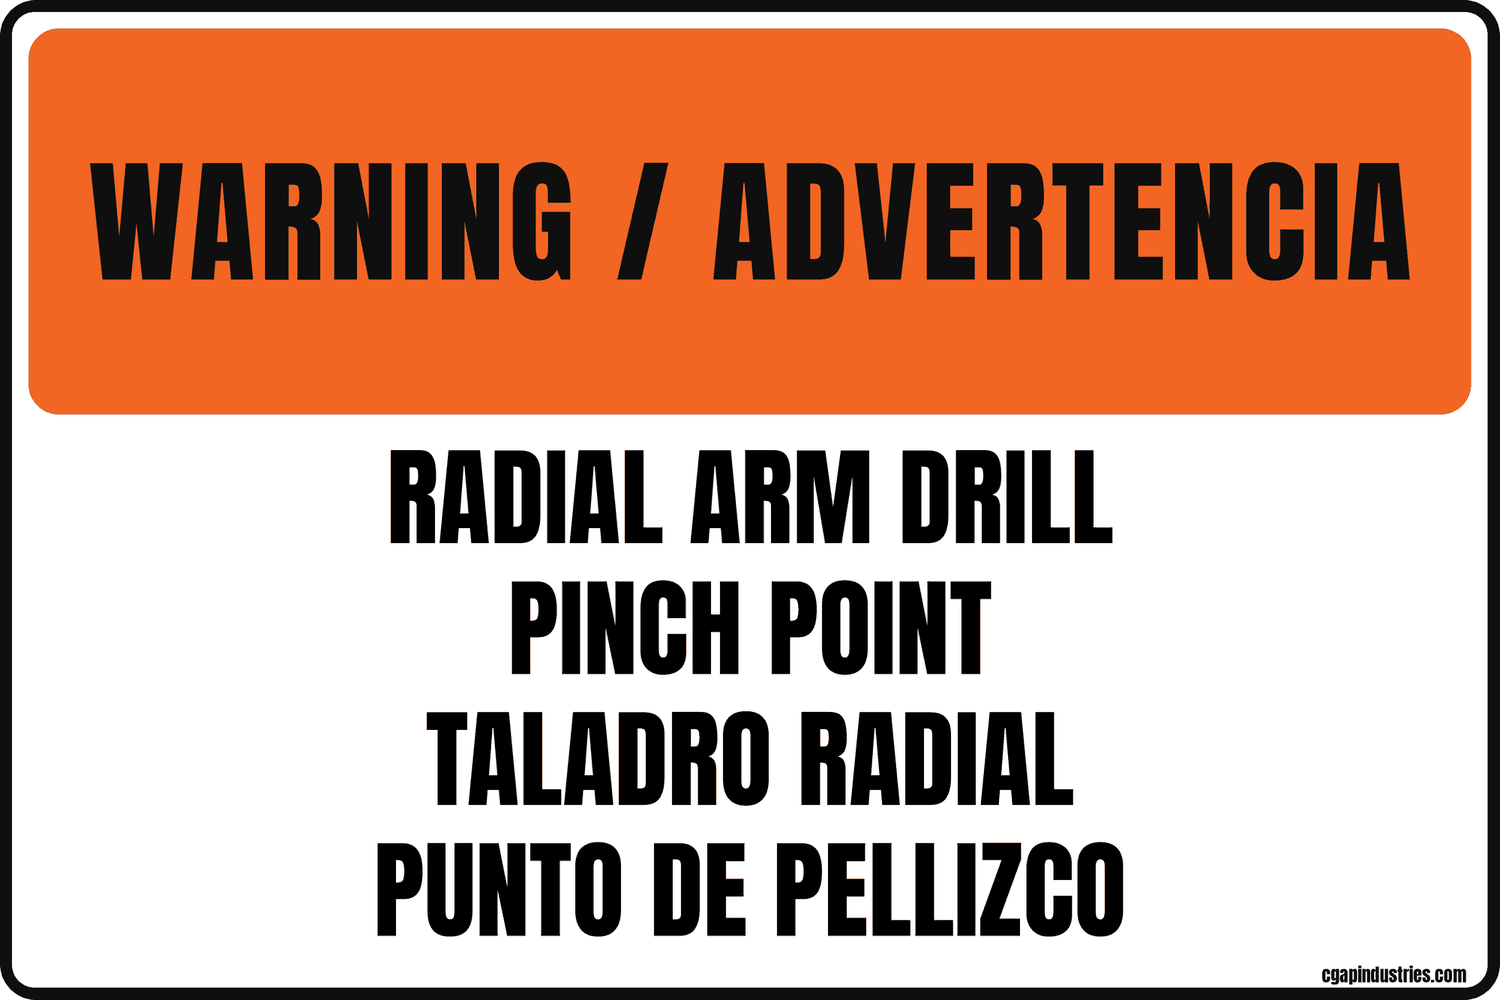 WARNING / ADVERTENCIA
RADIAL ARM DRILL
PINCH POINT
TALADRO RADIAL
PUNTO DE PELLIZCO
cgapindustries.com